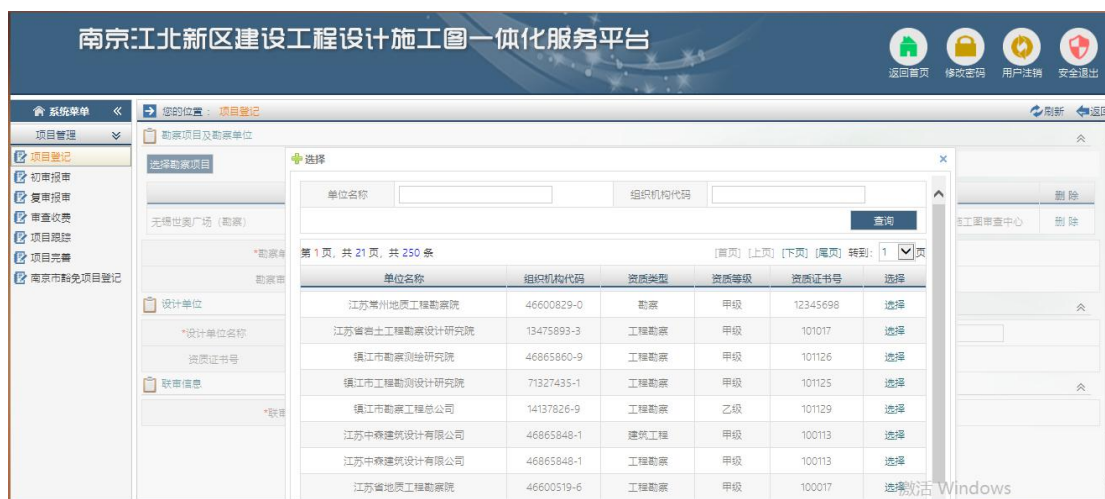 南京江北新区建设工程设计施工图一体化服务平台
返回首页 修改密码 用户注销 安全退出
系统菜单 « 您的位置： 项目登记 刷新 返回
项目管理 勘察项目及勘察单位
项目登记
初审报审
复审报审
审查收费
项目跟踪
项目完善
南京市豁免项目登记
选择勘察项目
删 除
无锡世奥广场（勘察） 施工图审查中心 删 除
*勘察单
勘察审
设计单位
*设计单位名称
资质证书号
联审信息
*联审
选择 ×
单位名称 组织机构代码
查询
第 1 页, 共 21 页, 共 250 条 [首页] [上页] [下页] [尾页] 转到: 1 页
单位名称 组织机构代码 资质类型 资质等级 资质证书号 选择
江苏常州地质工程勘察院 46600829-0 勘察 甲级 12345698 选择
江苏省岩土工程勘察设计研究院 13475893-3 工程勘察 甲级 101017 选择
镇江市勘察测绘研究院 46865860-9 工程勘察 甲级 101126 选择
镇江市工程勘测设计研究院 71327435-1 工程勘察 甲级 101125 选择
镇江市勘察工程总公司 14137826-9 工程勘察 乙级 101129 选择
江苏中森建筑设计有限公司 46865848-1 建筑工程 甲级 100113 选择
江苏中森建筑设计有限公司 46865848-1 工程勘察 甲级 100113 选择
江苏省地质工程勘察院 46600519-6 工程勘察 甲级 100017 选择
激活 Windows